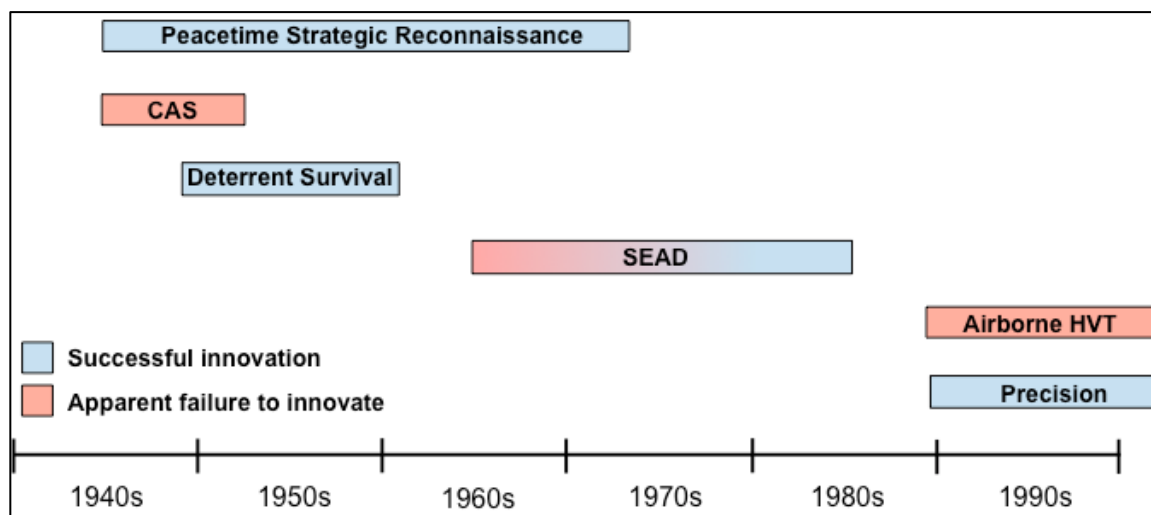 Peacetime Strategic Reconnaissance
CAS
Deterrent Survival
SEAD
Airborne HVT
Successful innovation
Precision
Apparent failure to innovate
1940s 1950s 1960s 1970s 1980s 1990s